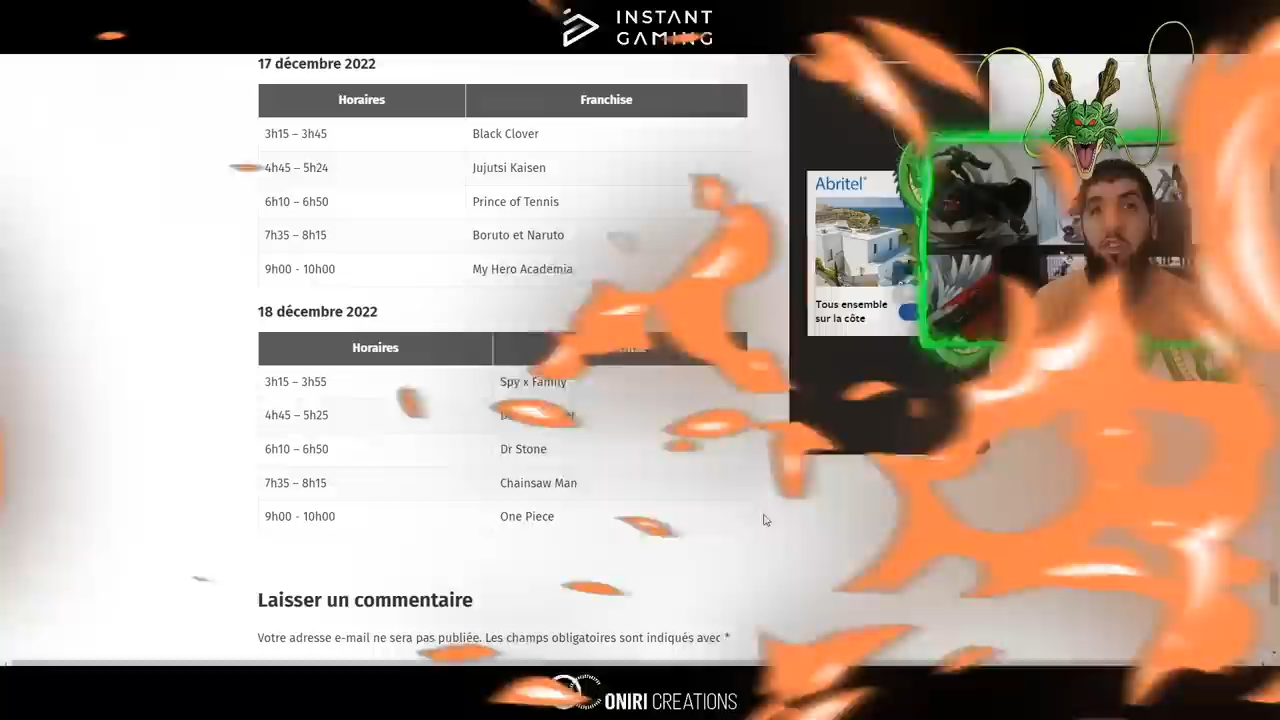 INSTANT
GAMING
17 décembre 2022
Horaires Franchise
3h15 – 3h45 Black Clover
4h45 – 5h24 Jujutsi Kaisen
6h10 – 6h50 Prince of Tennis
7h35 – 8h15 Boruto et Naruto
9h00 - 10h00 My Hero Academia
18 décembre 2022
Horaires
3h15 – 3h55 Spy x Family
4h45 – 5h25
6h10 – 6h50 Dr Stone
7h35 – 8h15 Chainsaw Man
9h00 - 10h00 One Piece
Laisser un commentaire
Votre adresse e-mail ne sera pas publiée. Les champs obligatoires sont indiqués avec *
Abritel
Tous ensemble
sur la côte
ONIRI CREATIONS